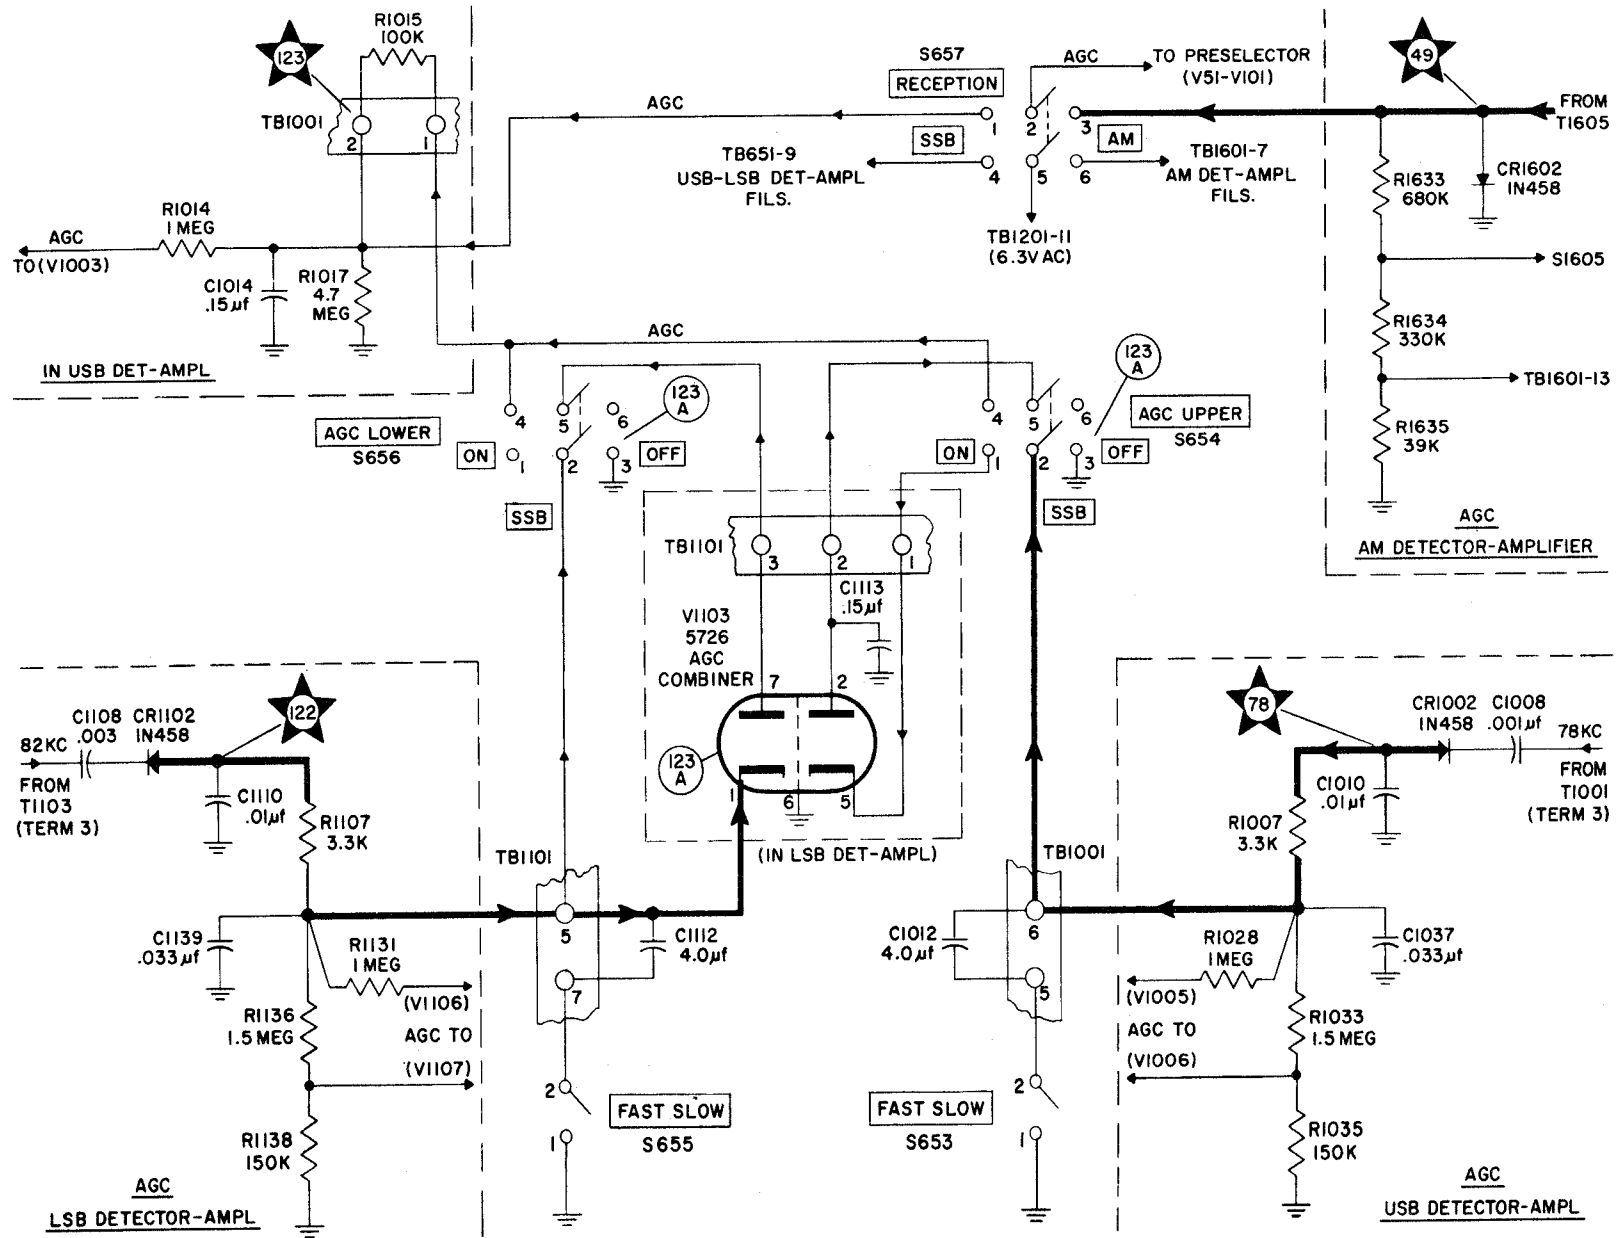 R1015
100K
123
TB1001
2
1
R1014
1 MEG
AGC
TO (V1003)
C1014
.15µf
R1017
4.7
MEG
IN USB DET-AMPL
AGC
S657
RECEPTION
SSB
AM
1
2
3
4
5
6
AGC
TO PRESELECTOR
(V51-V101)
TB651-9
USB-LSB DET-AMPL
FILS.
TB1601-7
AM DET-AMPL
FILS.
TB1201-11
(6.3V AC)
49
FROM
T1605
R1633
680K
CR1602
1N458
S1605
R1634
330K
TB1601-13
R1635
39K
AGC
AM DETECTOR-AMPLIFIER
AGC
123
A
AGC LOWER
S656
ON
OFF
4
5
6
1
2
3
SSB
123
A
AGC UPPER
S654
ON
OFF
4
5
6
1
2
3
SSB
TB1101
3
2
1
C1113
.15µf
V1103
5726
AGC
COMBINER
7
2
123
A
1
6
5
(IN LSB DET-AMPL)
122
C1108
.003
CR1102
1N458
82KC
FROM
T1103
(TERM 3)
C1110
.01µf
R1107
3.3K
C1139
.033µf
R1131
1 MEG
(V1106)
AGC TO
(V1107)
R1136
1.5 MEG
R1138
150K
AGC
LSB DETECTOR-AMPL
TB1101
5
7
C1112
4.0µf
2
1
FAST SLOW
S655
TB1001
6
5
C1012
4.0µf
2
1
FAST SLOW
S653
78
CR1002
1N458
C1008
.001µf
78KC
FROM
T1001
(TERM 3)
C1010
.01µf
R1007
3.3K
R1028
1 MEG
C1037
.033µf
(V1005)
AGC TO
(V1006)
R1033
1.5 MEG
R1035
150K
AGC
USB DETECTOR-AMPL